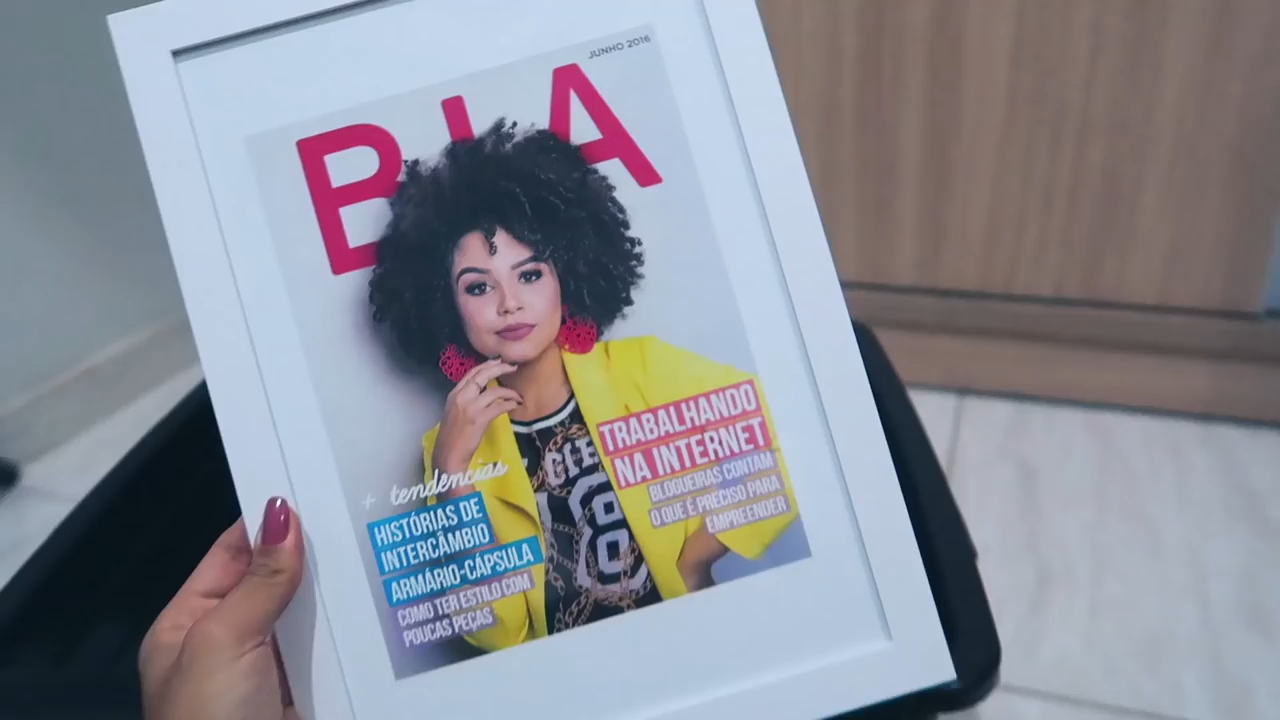 JUNHO 2016
BIA
TRABALHANDO
NA INTERNET
BLOGUEIRAS CONTAM
O QUE É PRECISO PARA
EMPREENDER
+ tendências
HISTÓRIAS DE
INTERCÂMBIO
ARMÁRIO-CÁPSULA
COMO TER ESTILO COM
POUCAS PEÇAS